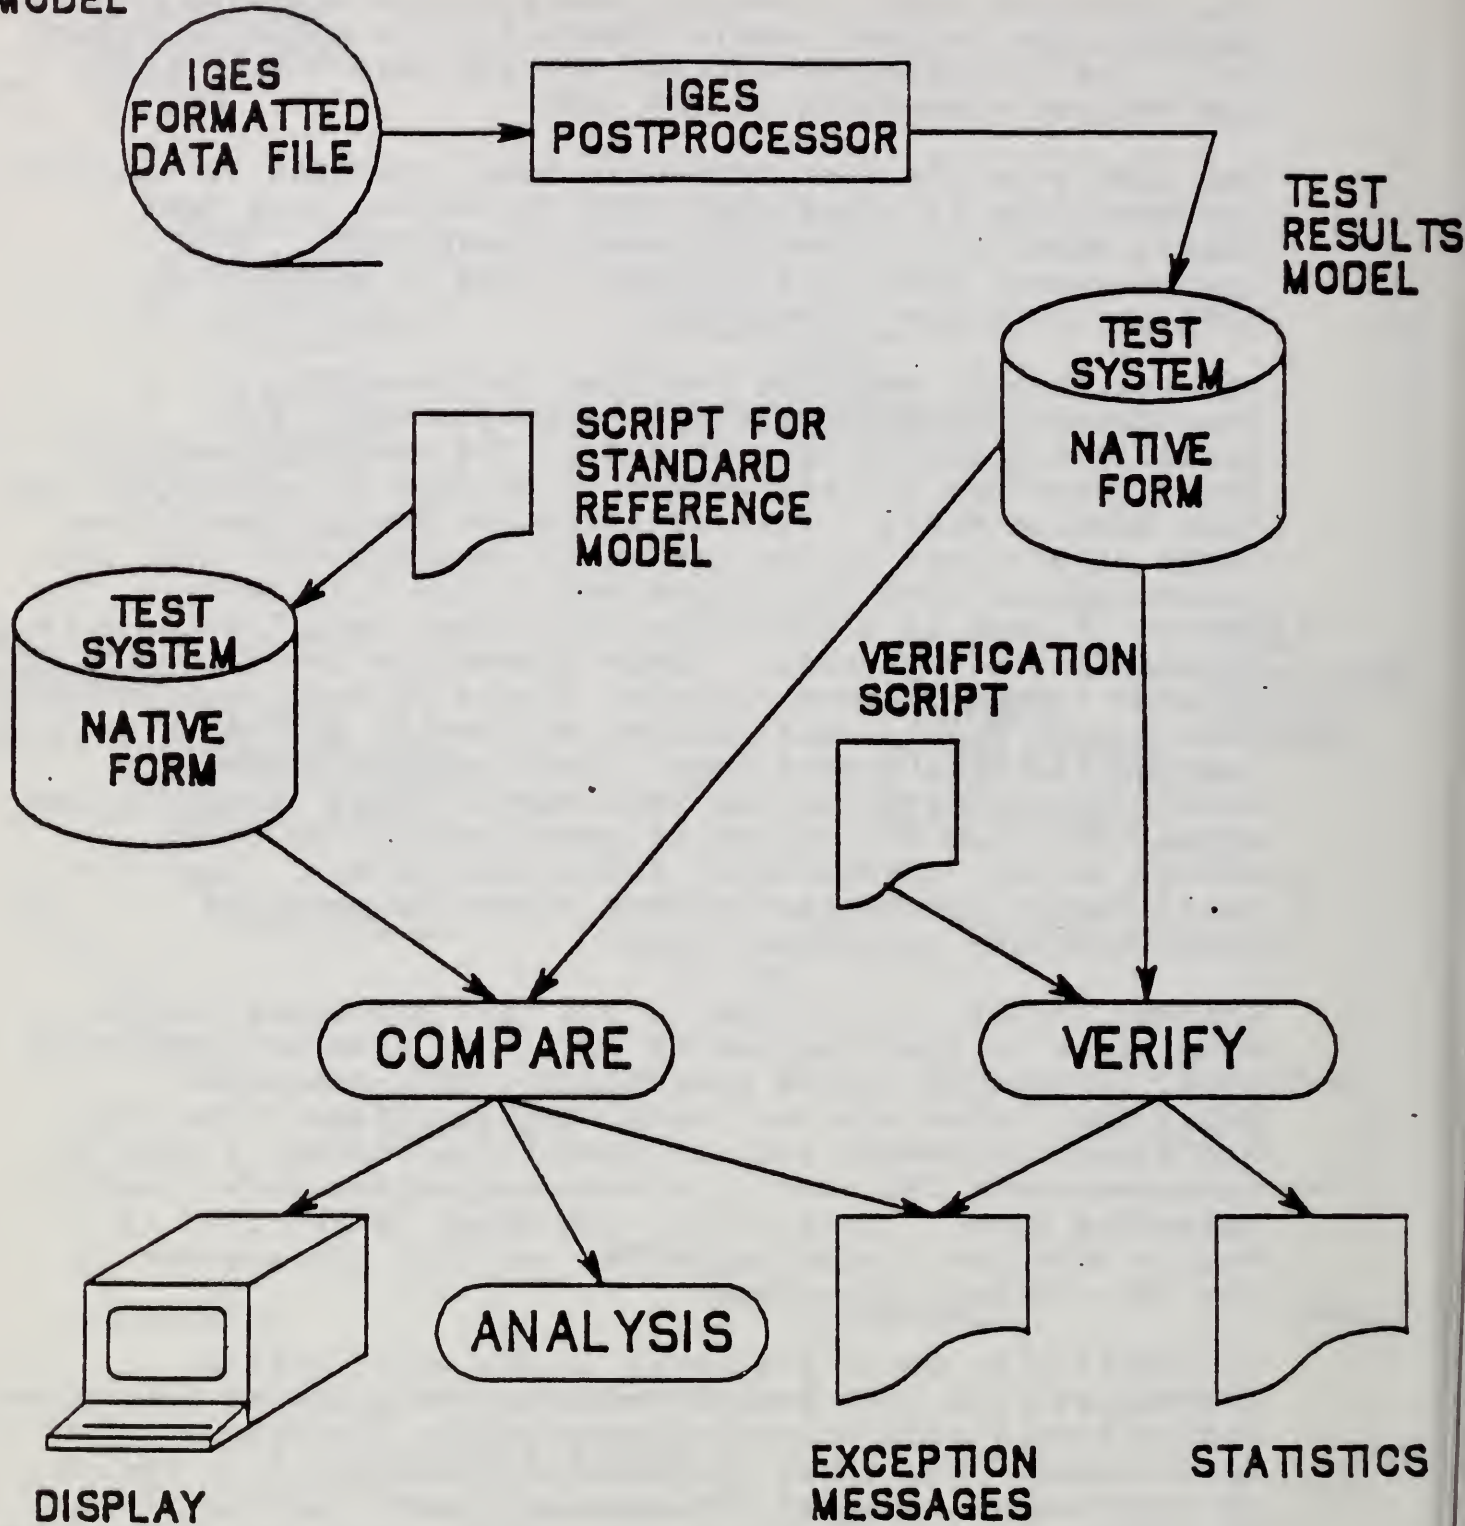 MODEL
IGES
FORMATTED
DATA FILE
IGES
POSTPROCESSOR
TEST
RESULTS
MODEL
TEST
SYSTEM
NATIVE
FORM
SCRIPT FOR
STANDARD
REFERENCE
MODEL
TEST
SYSTEM
NATIVE
FORM
VERIFICATION
SCRIPT
COMPARE
VERIFY
ANALYSIS
DISPLAY
EXCEPTION
MESSAGES
STATISTICS